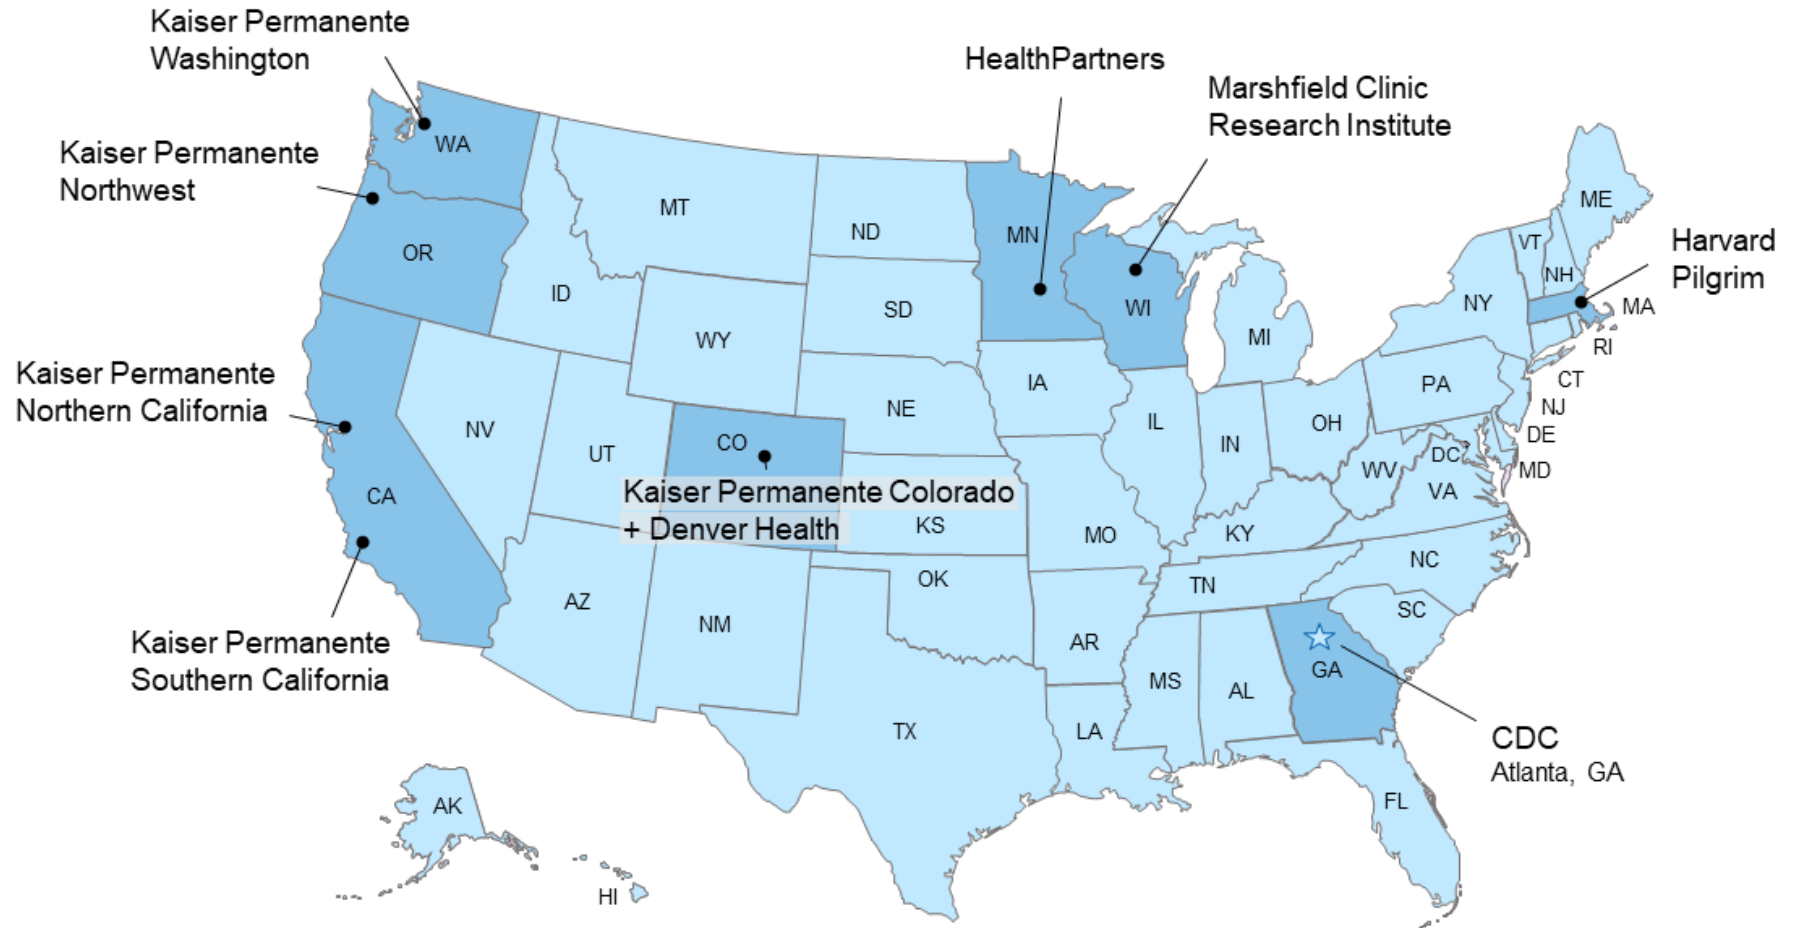 Kaiser Permanente
Washington
HealthPartners
Marshfield Clinic
Research Institute
Kaiser Permanente
Northwest
Harvard
Pilgrim
Kaiser Permanente
Northern California
Kaiser Permanente Colorado
+ Denver Health
Kaiser Permanente
Southern California
CDC
Atlanta, GA
WA
OR
CA
ID
NV
MT
WY
UT
CO
AZ
NM
ND
SD
NE
KS
OK
TX
MN
IA
MO
AR
LA
WI
IL
MI
IN
OH
KY
TN
MS
AL
GA
FL
SC
NC
VA
WV
DC
MD
DE
NJ
PA
NY
CT
RI
MA
VT
NH
ME
AK
HI